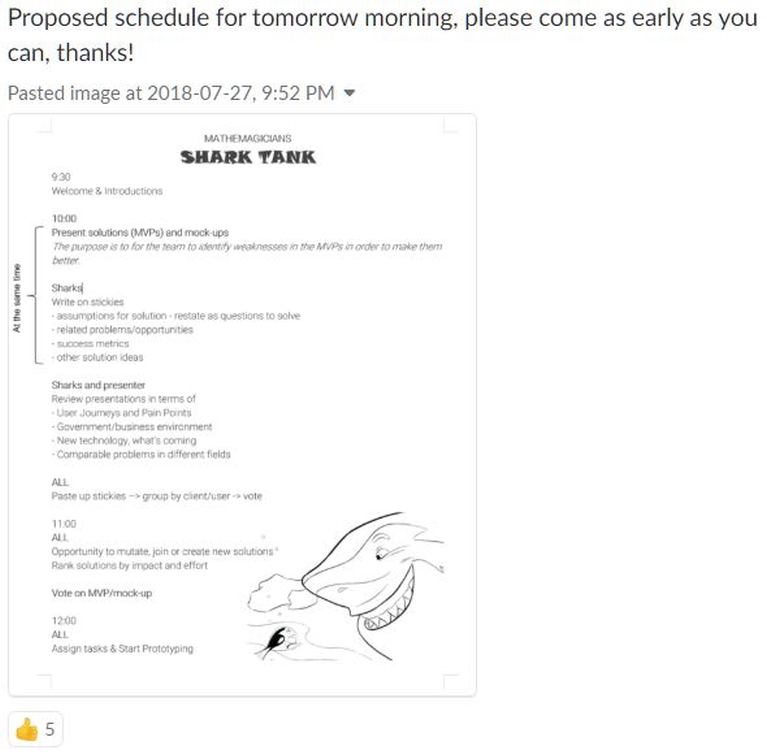 Proposed schedule for tomorrow morning, please come as early as you
can, thanks!
Pasted image at 2018-07-27, 9:52 PM
MATHEMAGICIANS
SHARK TANK
9:30
Welcome & Introductions
10:00
Present solutions (MVPs) and mock-ups
The purpose is to for the team to identify weaknesses in the MVPs in order to make them
better.
At the same time
Sharks
Write on stickies
- assumptions for solution - restate as questions to solve
- related problems/opportunities
- success metrics
- other solution ideas
Sharks and presenter
Review presentations in terms of
- User Journeys and Pain Points
- Government/business environment
- New technology, what's coming
- Comparable problems in different fields
ALL
Paste up stickies --> group by client/user -> vote
11:00
ALL
Opportunity to mutate, join or create new solutions
Rank solutions by impact and effort
Vote on MVP/mock-up
12:00
ALL
Assign tasks & Start Prototyping
5